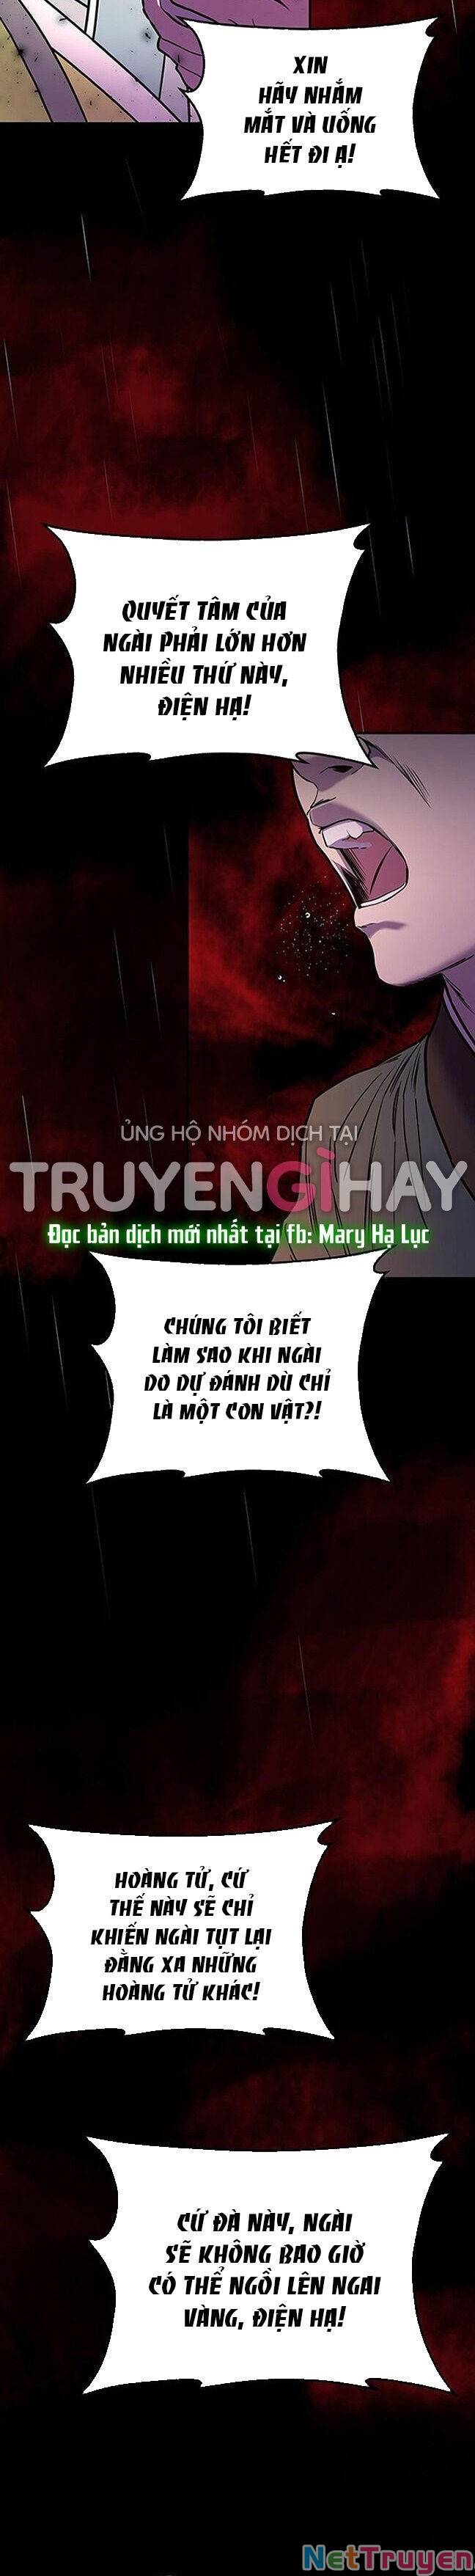 XIN
HÃY NHẮM
MẮT VÀ UỐNG
HẾT ĐI Ạ!
QUYẾT TÂM CỦA
NGÀI PHẢI LỚN HƠN
NHIỀU THỨ NÀY,
ĐIỆN HẠ!
ỦNG HỘ NHÓM DỊCH TẠI
TRUYENGIHAY
Đọc bản dịch mới nhất tại fb: Mary Hạ Lục
CHÚNG TÔI BIẾT
LÀM SAO KHI NGÀI
DO DỰ ĐÁNH DÙ CHỈ
LÀ MỘT CON VẬT?!
HOÀNG TỬ, CỨ
THẾ NÀY SẼ CHỈ
KHIẾN NGÀI TỤT LẠI
ĐẰNG XA NHỮNG
HOÀNG TỬ KHÁC!
CỨ ĐÀ NÀY, NGÀI
SẼ KHÔNG BAO GIỜ
CÓ THỂ NGỒI LÊN NGAI
VÀNG, ĐIỆN HẠ!
NetTruyen